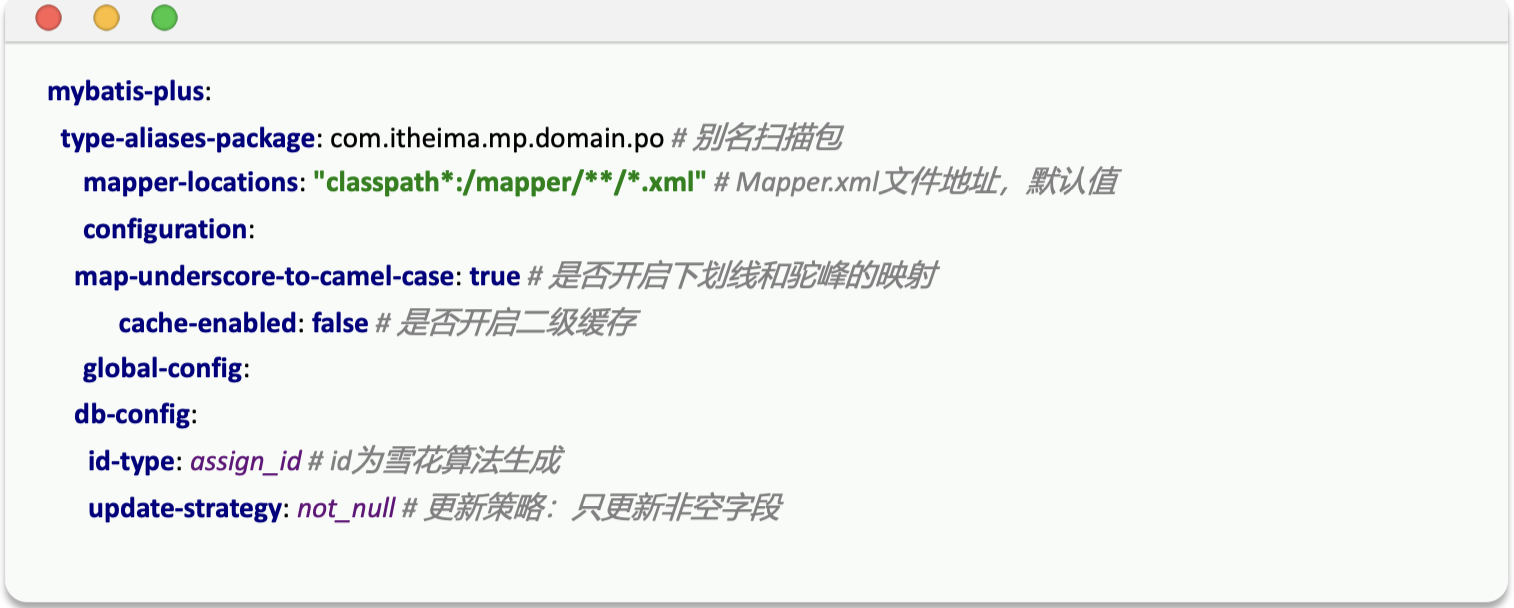 mybatis-plus:
type-aliases-package: com.itheima.mp.domain.po # 别名扫描包
mapper-locations: "classpath*:/mapper/**/*.xml" # Mapper.xml文件地址，默认值
configuration:
map-underscore-to-camel-case: true # 是否开启下划线和驼峰的映射
cache-enabled: false # 是否开启二级缓存
global-config:
db-config:
id-type: assign_id # id为雪花算法生成
update-strategy: not_null # 更新策略：只更新非空字段